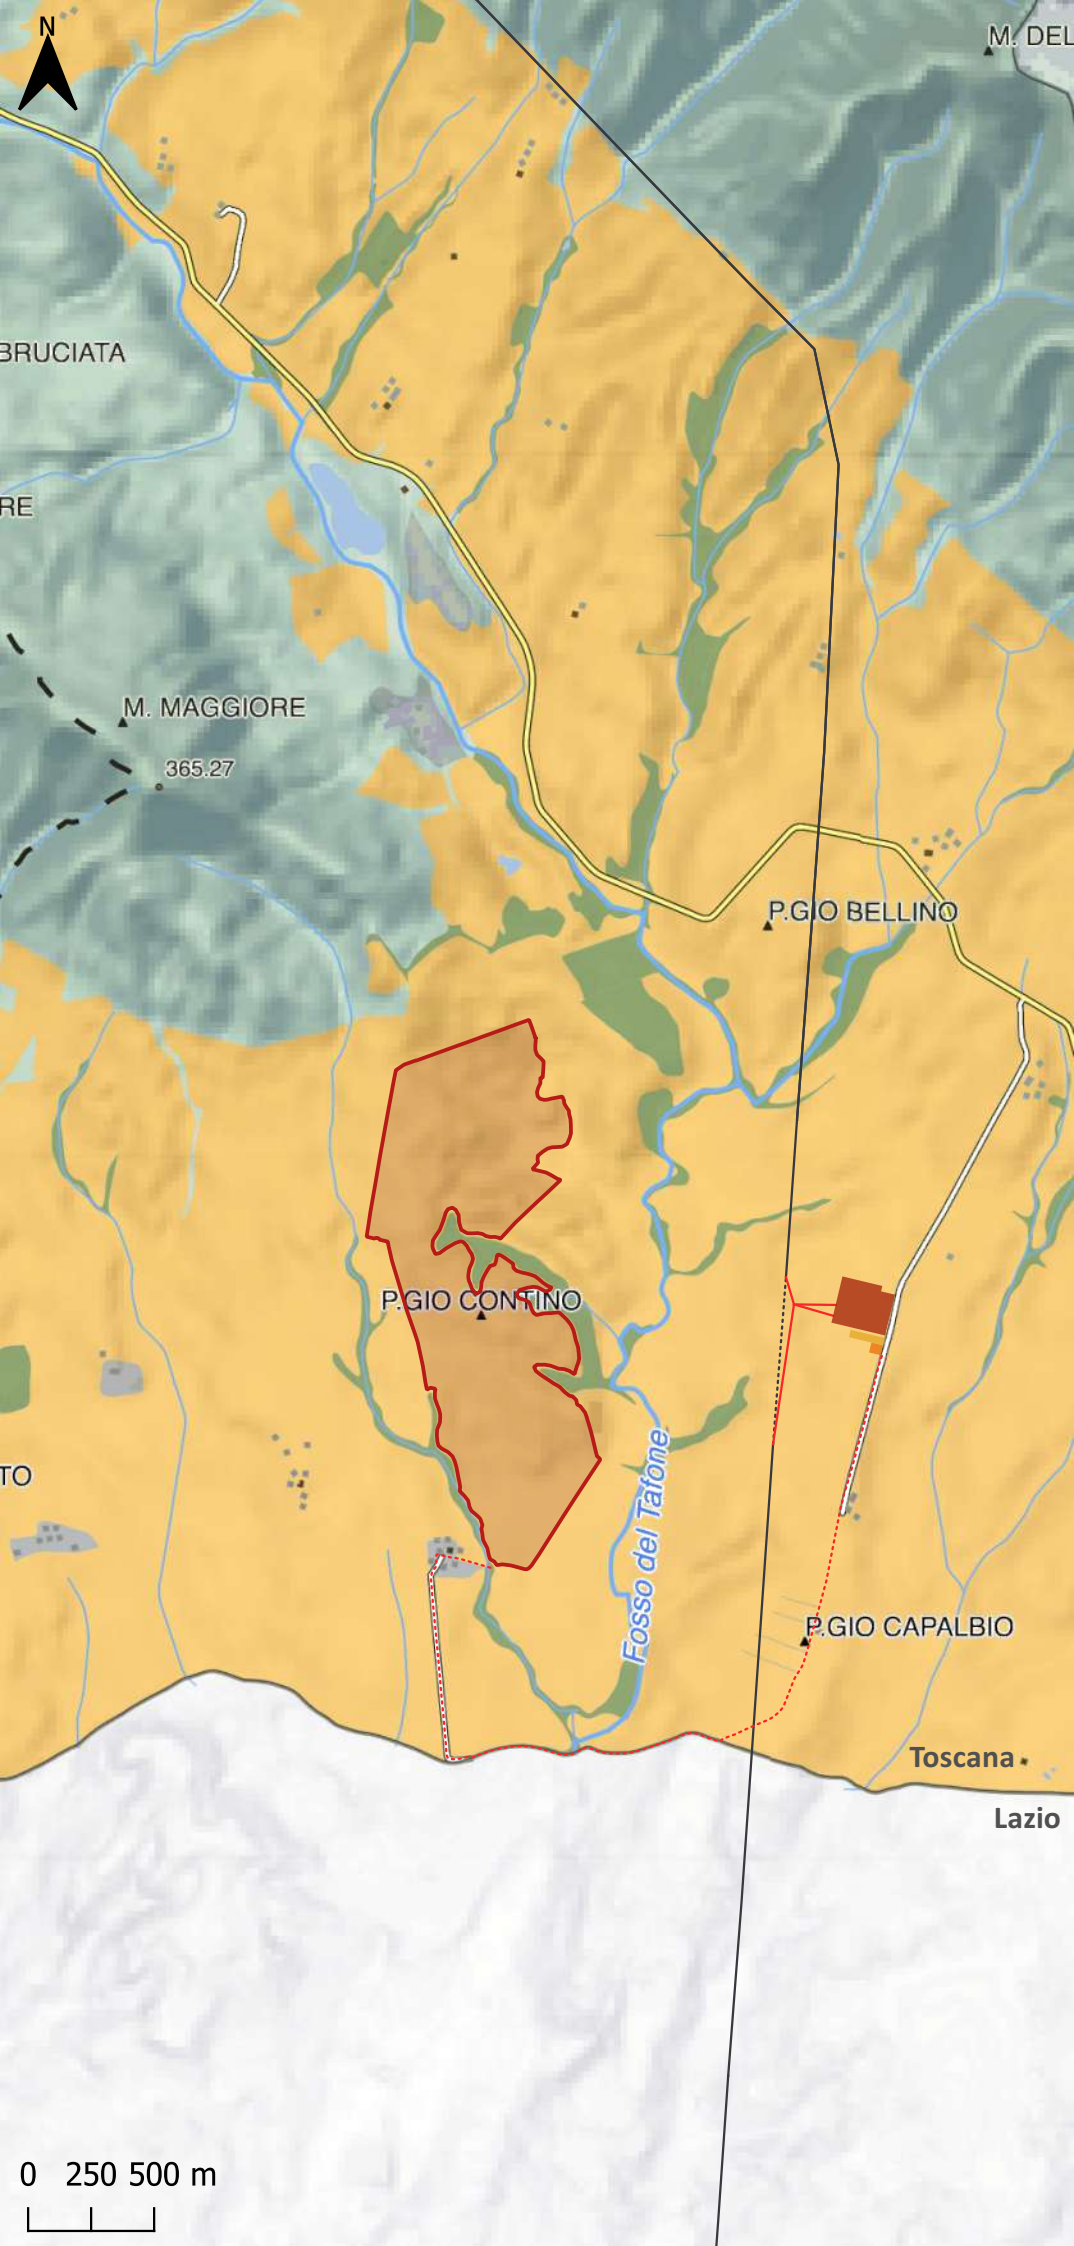 N
M. DEL
BRUCIATA
RE
M. MAGGIORE
365.27
P.GIO BELLINO
P.GIO CONTINO
TO
Fosso del Tafone
P.GIO CAPALBIO
Toscana
Lazio
0 250 500 m